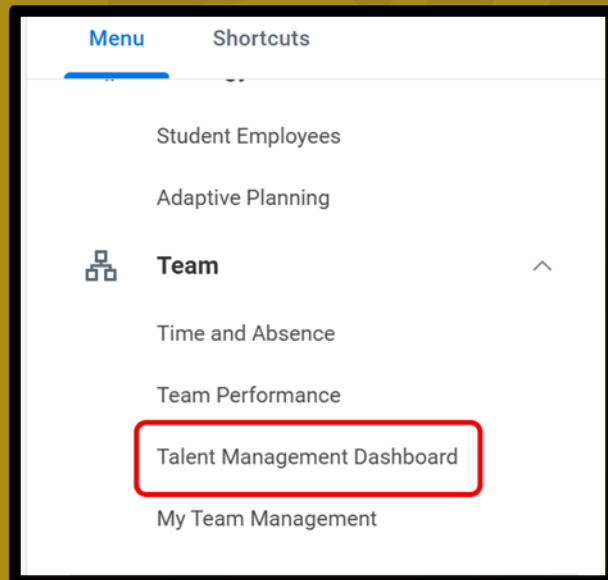 Menu Shortcuts
Student Employees
Adaptive Planning
Team
Time and Absence
Team Performance
Talent Management Dashboard
My Team Management